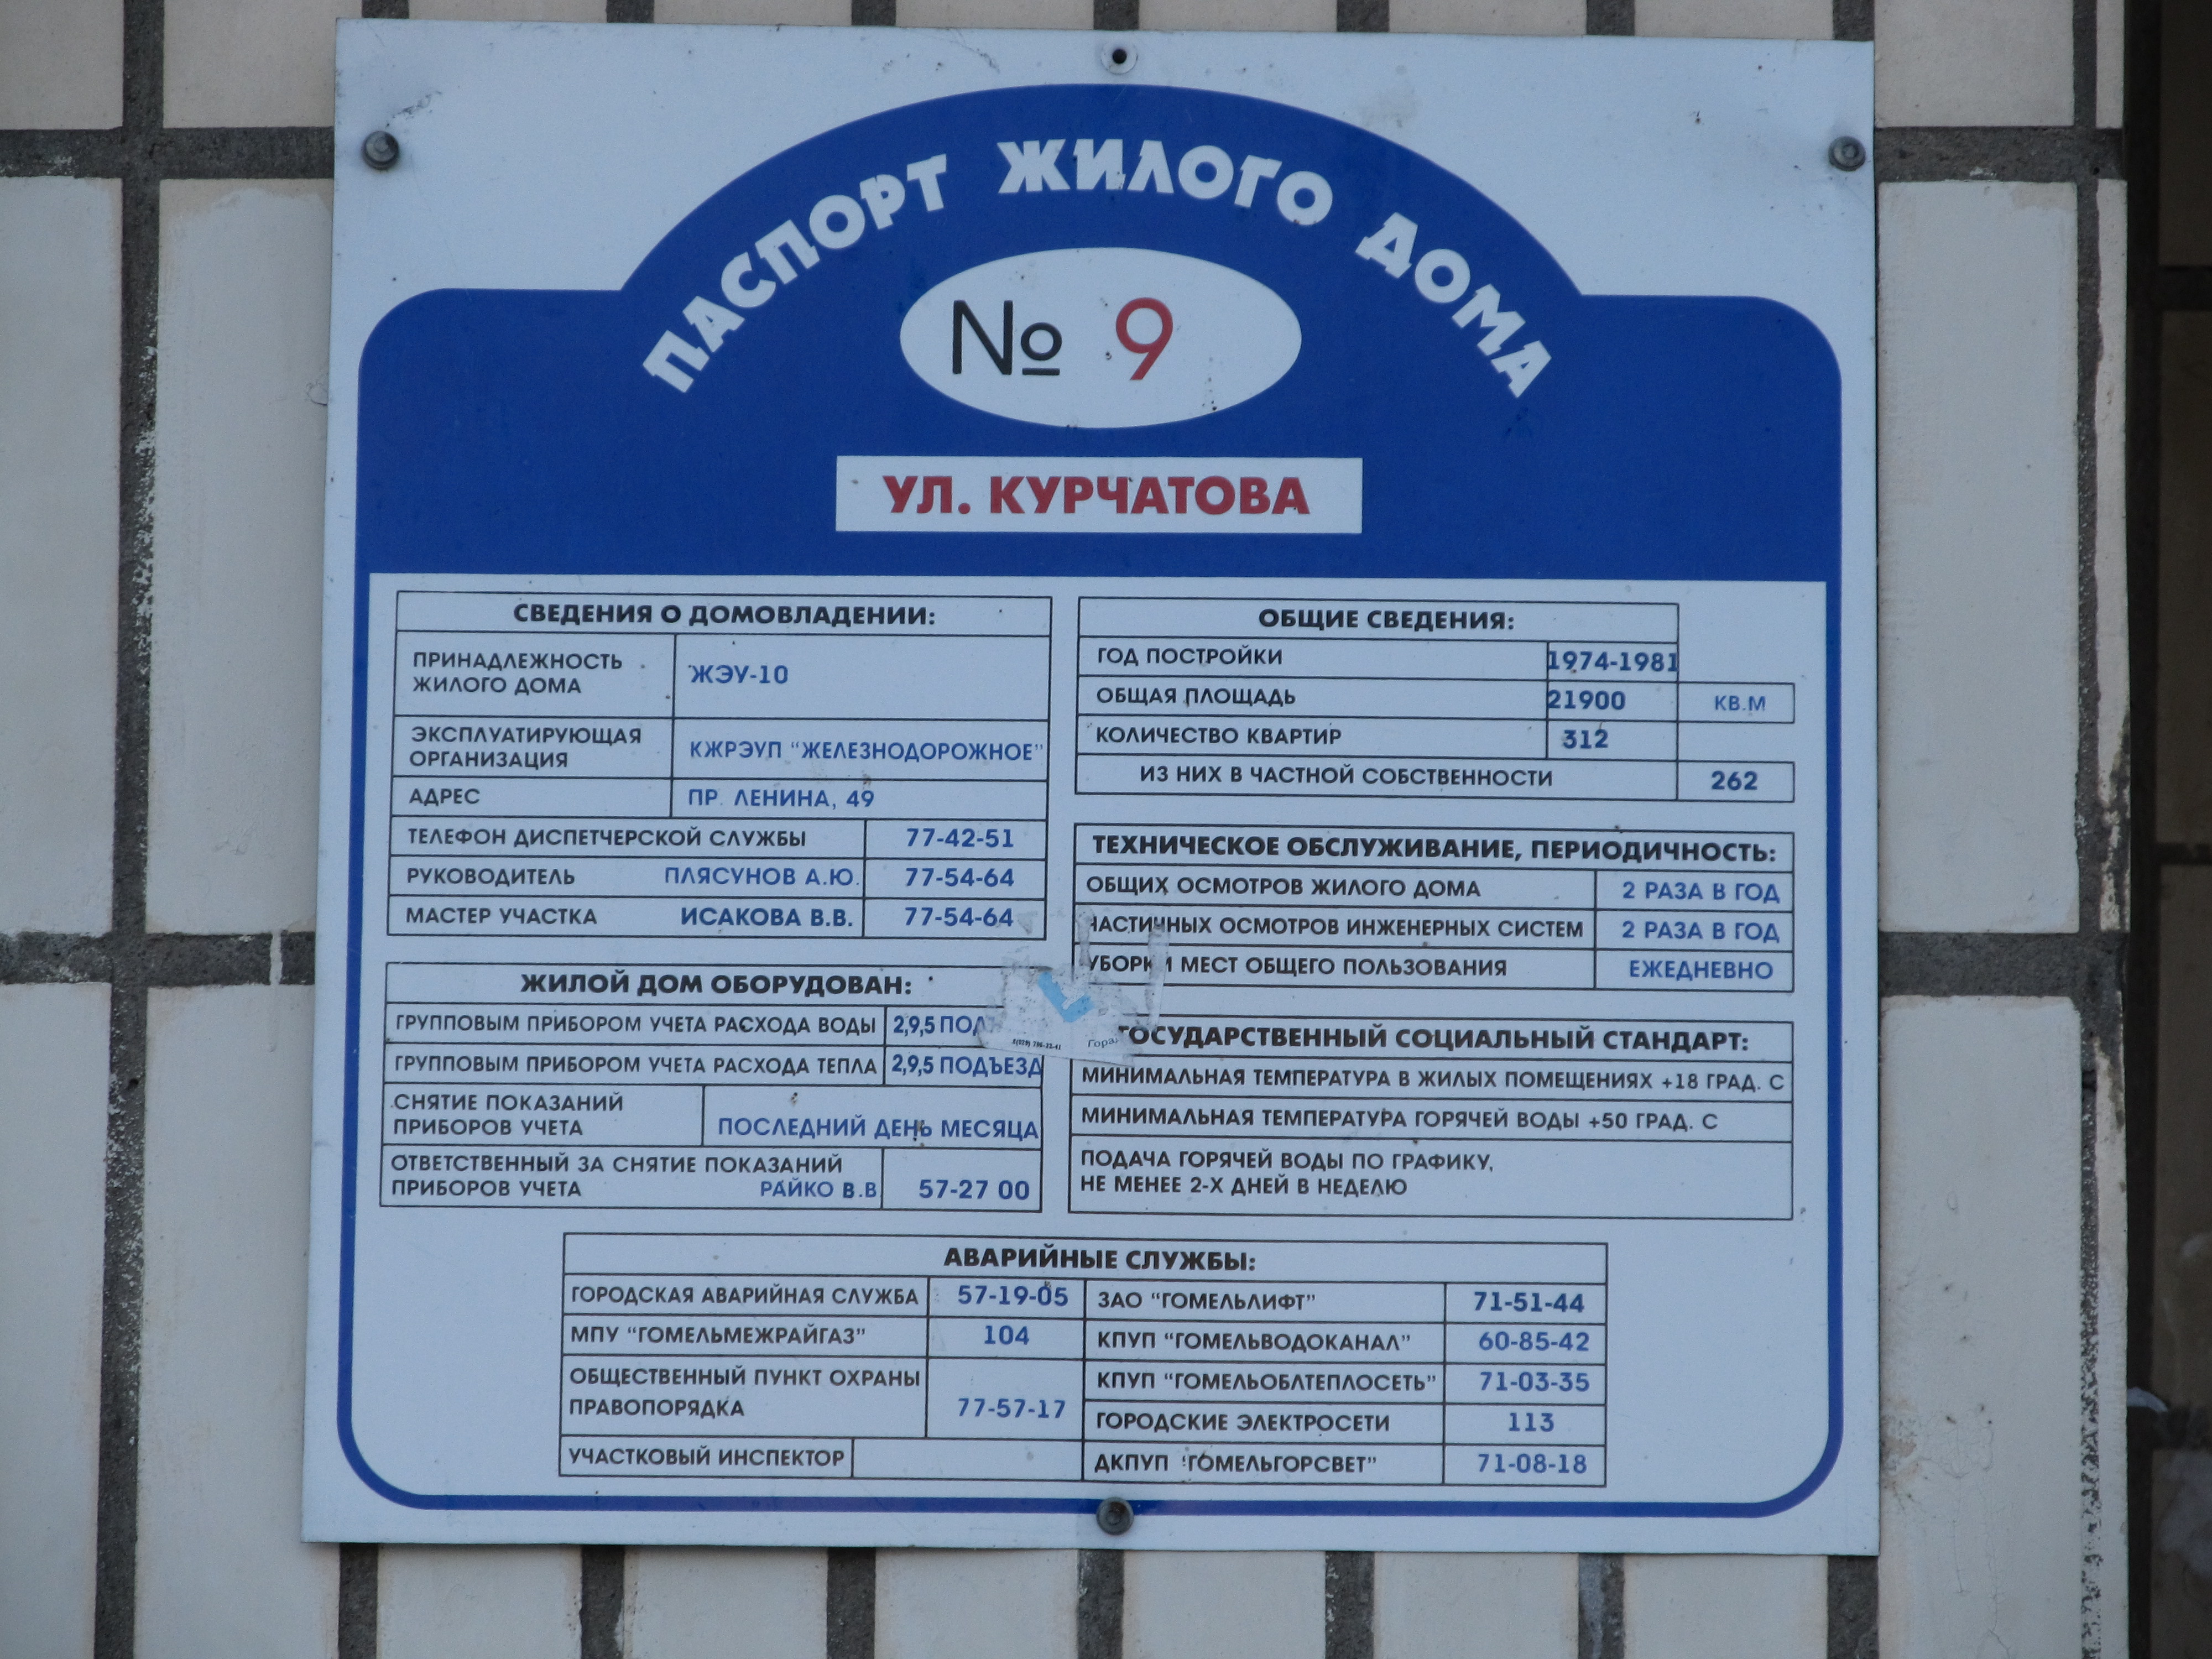 ПАСПОРТ ЖИЛОГО ДОМА
№ 9
УЛ. КУРЧАТОВА
СВЕДЕНИЯ О ДОМОВЛАДЕНИИ:
ПРИНАДЛЕЖНОСТЬ
ЖИЛОГО ДОМА
ЖЭУ-10
ЭКСПЛУАТИРУЮЩАЯ
ОРГАНИЗАЦИЯ
КЖРЭУП "ЖЕЛЕЗНОДОРОЖНОЕ"
АДРЕС ПР. ЛЕНИНА, 49
ТЕЛЕФОН ДИСПЕТЧЕРСКОЙ СЛУЖБЫ 77-42-51
РУКОВОДИТЕЛЬ ПЛЯСУНОВ А.Ю. 77-54-64
МАСТЕР УЧАСТКА ИСАКОВА В.В. 77-54-64
ЖИЛОЙ ДОМ ОБОРУДОВАН:
ГРУППОВЫМ ПРИБОРОМ УЧЕТА РАСХОДА ВОДЫ 2,9,5
ГРУППОВЫМ ПРИБОРОМ УЧЕТА РАСХОДА ТЕПЛА 2,9,5 ПОДЪЕЗД
СНЯТИЕ ПОКАЗАНИЙ
ПРИБОРОВ УЧЕТА ПОСЛЕДНИЙ ДЕНЬ МЕСЯЦА
ОТВЕТСТВЕННЫЙ ЗА СНЯТИЕ ПОКАЗАНИЙ
ПРИБОРОВ УЧЕТА РАЙКО В.В 57-27 00
ОБЩИЕ СВЕДЕНИЯ:
ГОД ПОСТРОЙКИ 1974-1981
ОБЩАЯ ПЛОЩАДЬ 21900 КВ.М
КОЛИЧЕСТВО КВАРТИР 312
ИЗ НИХ В ЧАСТНОЙ СОБСТВЕННОСТИ 262
ТЕХНИЧЕСКОЕ ОБСЛУЖИВАНИЕ, ПЕРИОДИЧНОСТЬ:
ОБЩИХ ОСМОТРОВ ЖИЛОГО ДОМА 2 РАЗА В ГОД
ЧАСТИЧНЫХ ОСМОТРОВ ИНЖЕНЕРНЫХ СИСТЕМ 2 РАЗА В ГОД
УБОРКИ МЕСТ ОБЩЕГО ПОЛЬЗОВАНИЯ ЕЖЕДНЕВНО
ГОСУДАРСТВЕННЫЙ СОЦИАЛЬНЫЙ СТАНДАРТ:
МИНИМАЛЬНАЯ ТЕМПЕРАТУРА В ЖИЛЫХ ПОМЕЩЕНИЯХ +18 ГРАД. С
МИНИМАЛЬНАЯ ТЕМПЕРАТУРА ГОРЯЧЕЙ ВОДЫ +50 ГРАД. С
ПОДАЧА ГОРЯЧЕЙ ВОДЫ ПО ГРАФИКУ,
НЕ МЕНЕЕ 2-Х ДНЕЙ В НЕДЕЛЮ
АВАРИЙНЫЕ СЛУЖБЫ:
ГОРОДСКАЯ АВАРИЙНАЯ СЛУЖБА 57-19-05
МПУ "ГОМЕЛЬМЕЖРАЙГАЗ" 104
ОБЩЕСТВЕННЫЙ ПУНКТ ОХРАНЫ
ПРАВОПОРЯДКА 77-57-17
УЧАСТКОВЫЙ ИНСПЕКТОР
ЗАО "ГОМЕЛЬЛИФТ" 71-51-44
КПУП "ГОМЕЛЬВОДОКАНАЛ" 60-85-42
КПУП "ГОМЕЛЬОБЛТЕПЛОСЕТЬ" 71-03-35
ГОРОДСКИЕ ЭЛЕКТРОСЕТИ 113
ДКПУП "ГОМЕЛЬГОРСВЕТ" 71-08-18